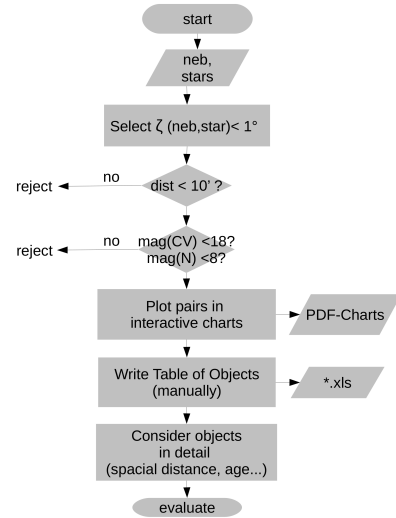 start
neb,
stars
Select ζ (neb,star)< 1°
dist < 10' ?
no
reject
mag(CV) <18?
mag(N) <8?
no
reject
Plot pairs in
interactive charts
PDF-Charts
Write Table of Objects
(manually)
*.xls
Consider objects
in detail
(spacial distance, age...)
evaluate